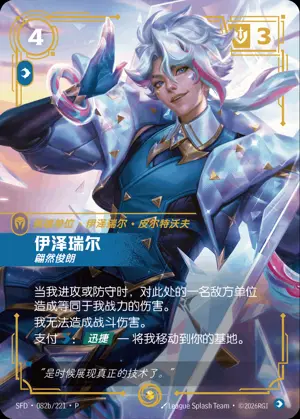 4
3
英雄单位 · 伊泽瑞尔 · 皮尔特沃夫
伊泽瑞尔
翩然俊朗
当我进攻或防守时，对此处的一名敌方单位
造成等同于我战力的伤害。
我无法造成战斗伤害。
支付 ： 迅捷 — 将我移动到你的基地。
“是时候展现真正的技术了。”
SFD · 082b/221 · P
League Splash Team
©2026RGI